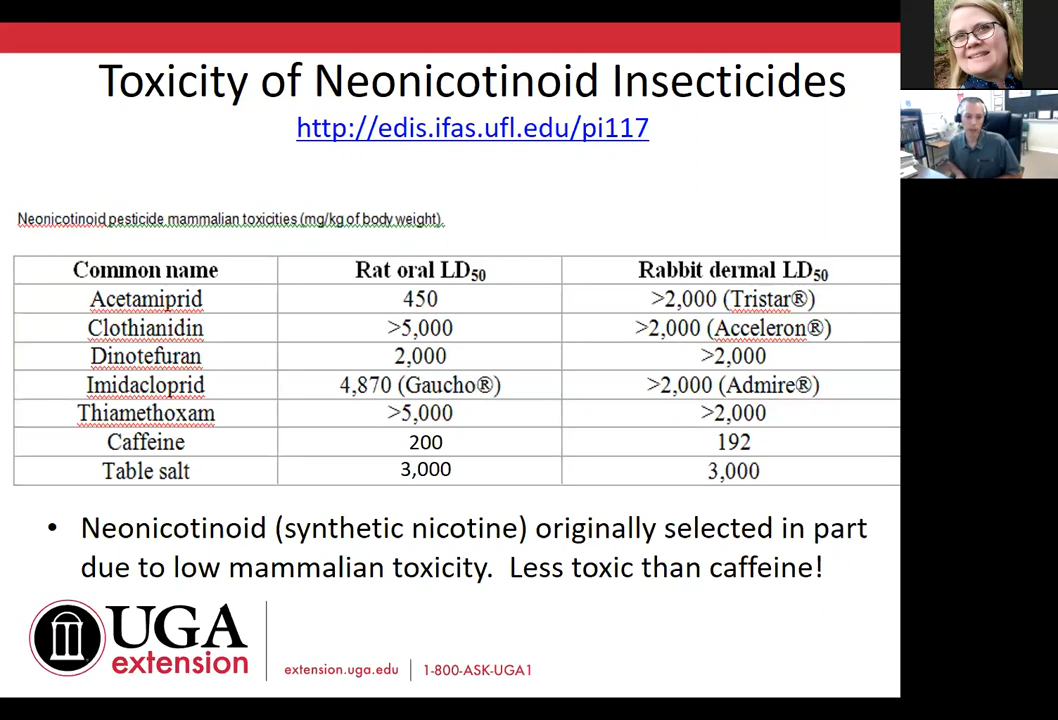 Toxicity of Neonicotinoid Insecticides
http://edis.ifas.ufl.edu/pi117
Neonicotinoid pesticide mammalian toxicities (mg/kg of body weight).
Common name Rat oral LD50 Rabbit dermal LD50
Acetamiprid 450 >2,000 (Tristar®)
Clothianidin >5,000 >2,000 (Acceleron®)
Dinotefuran 2,000 >2,000
Imidacloprid 4,870 (Gaucho®) >2,000 (Admire®)
Thiamethoxam >5,000 >2,000
Caffeine 200 192
Table salt 3,000 3,000
• Neonicotinoid (synthetic nicotine) originally selected in part
due to low mammalian toxicity. Less toxic than caffeine!
UGA
extension
extension.uga.edu | 1-800-ASK-UGA1